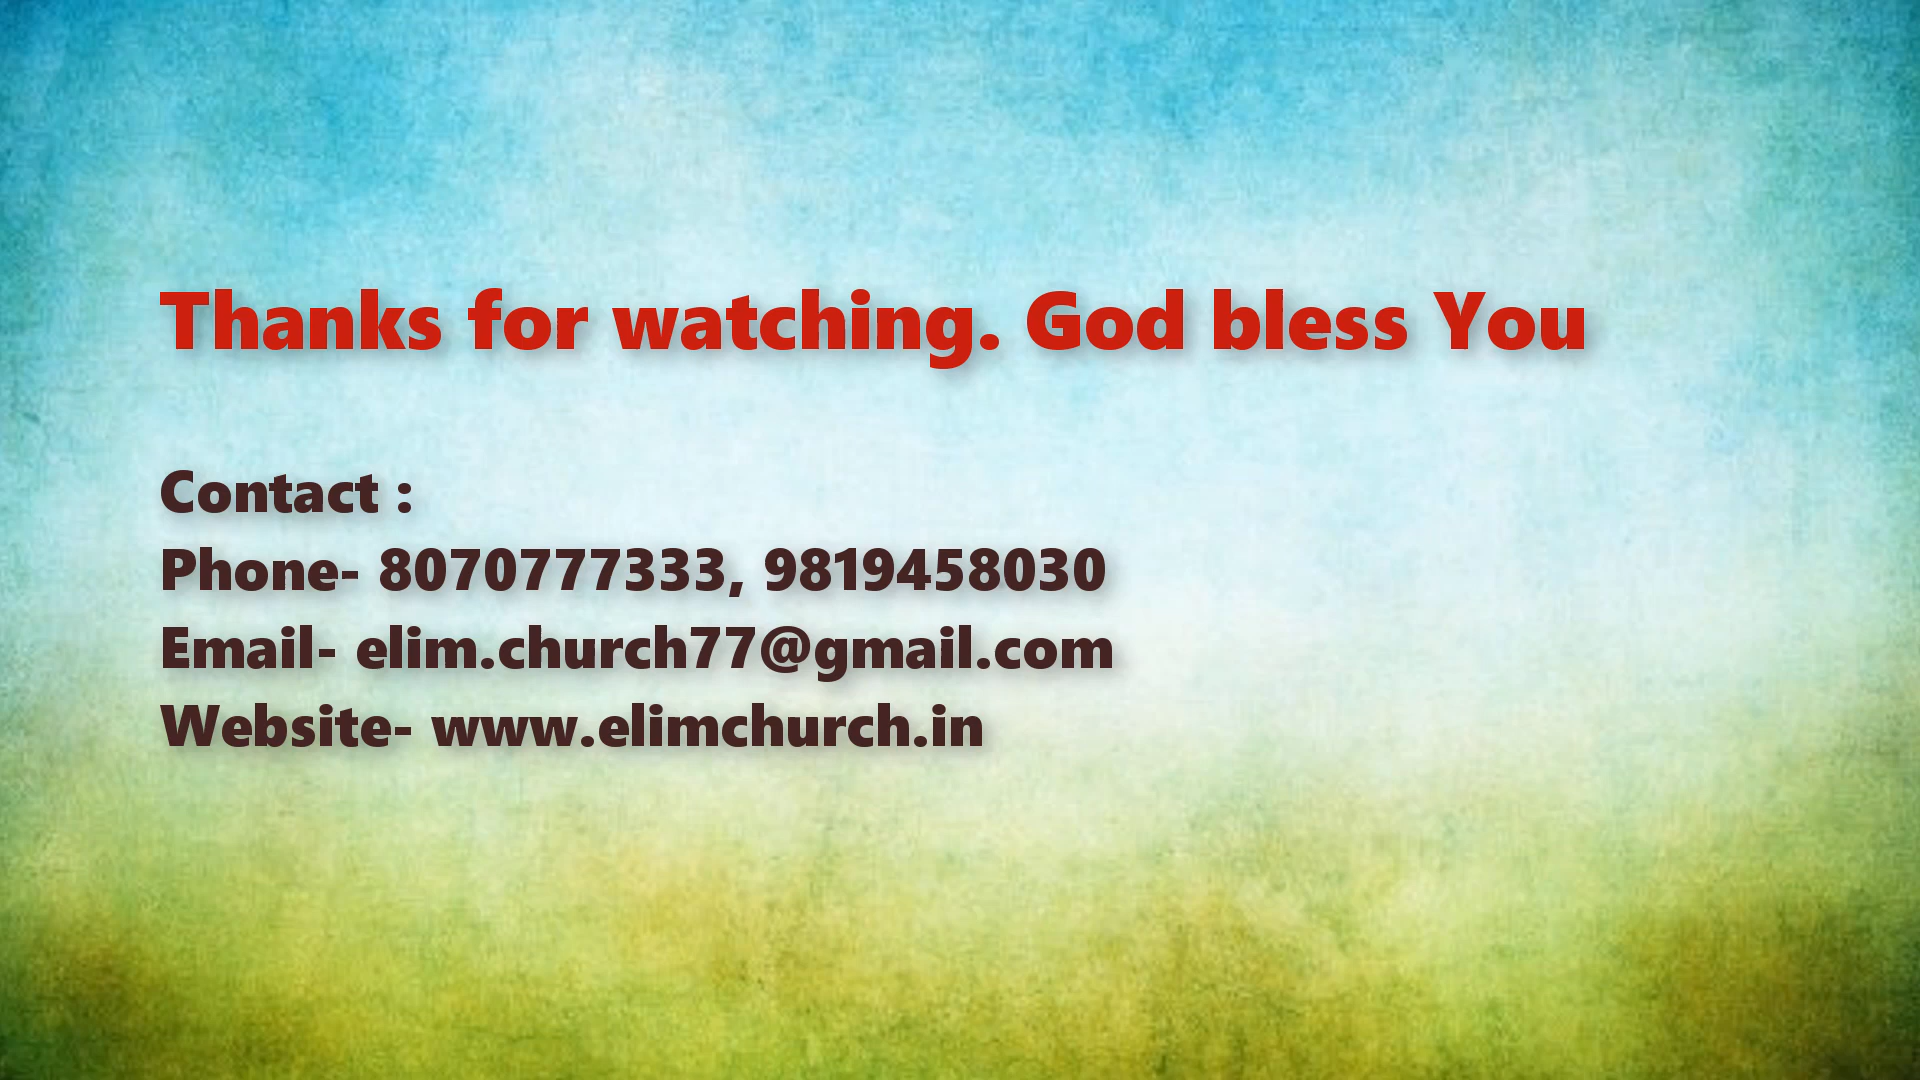 Thanks for watching. God bless You
Contact :
Phone- 8070777333, 9819458030
Email- elim.church77@gmail.com
Website- www.elimchurch.in